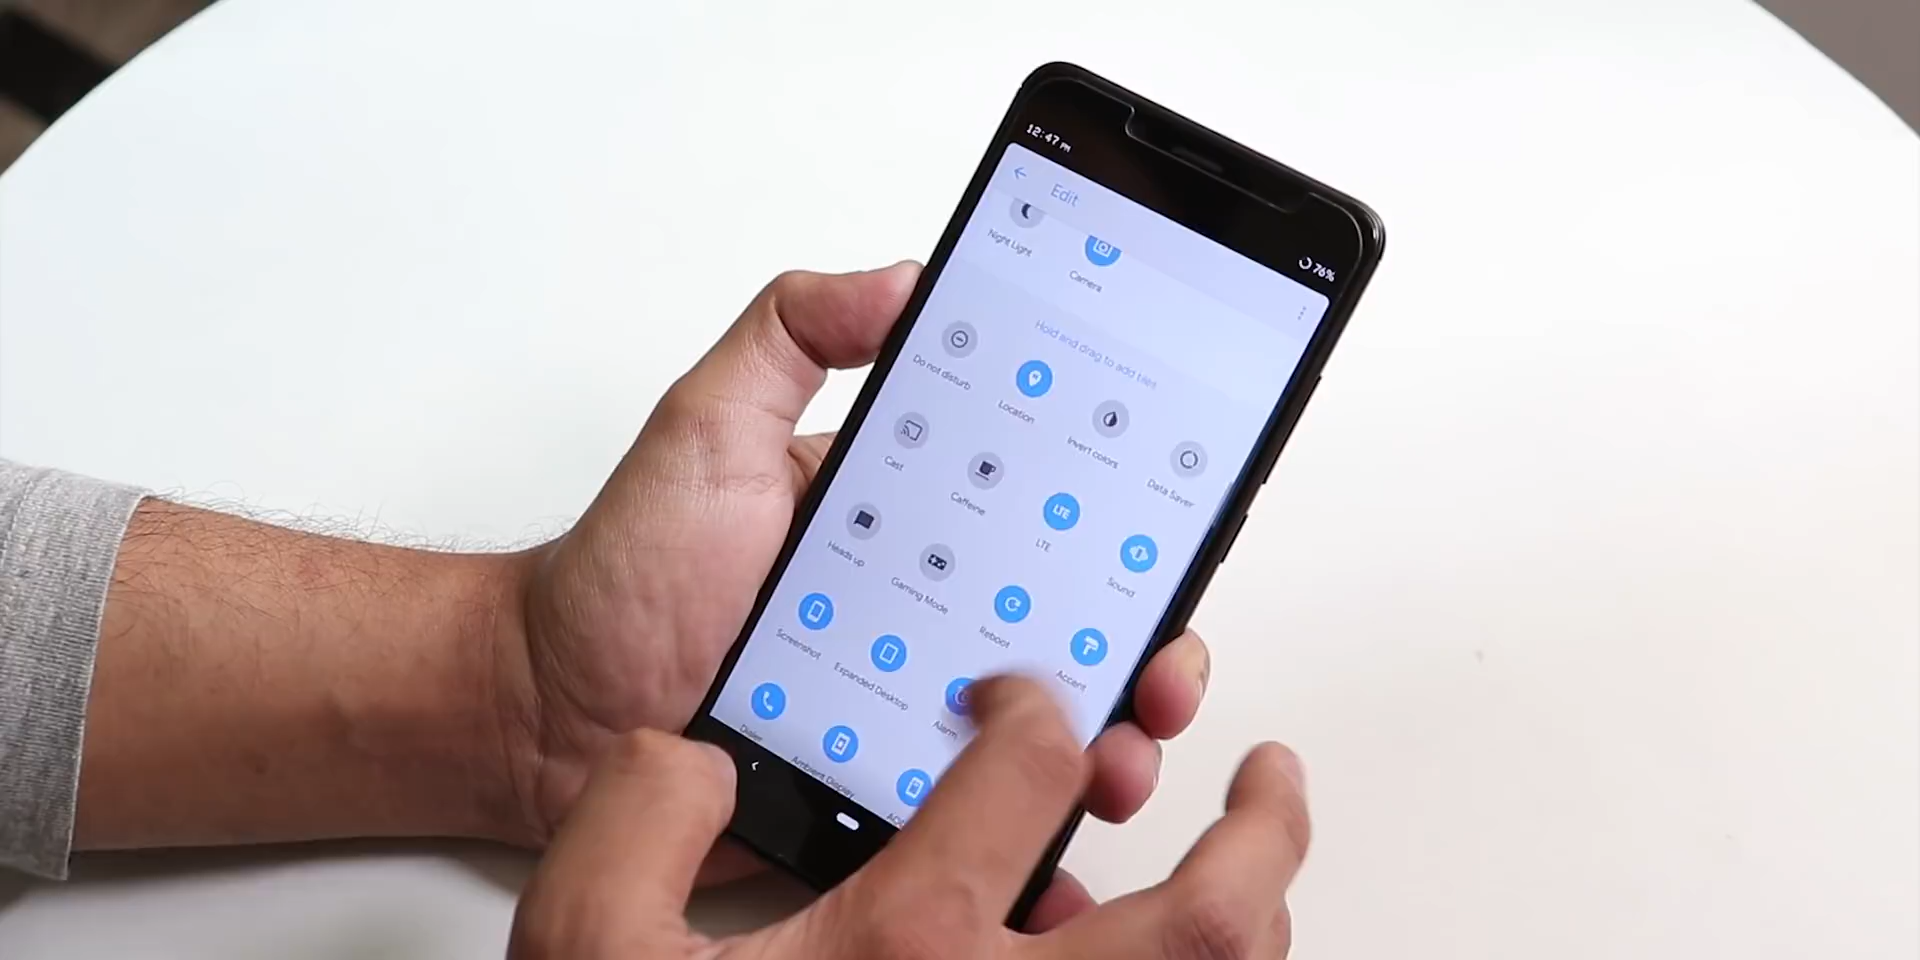 12:47 PM
76%
Edit
Night Light
Camera
Hold and drag to add tiles
Do not disturb
Location
Invert colors
Data Saver
Cast
Caffeine
LTE
LTE
Sound
Heads up
Gaming Mode
Reboot
Accent
Screenshot
Expanded Desktop
Alarm
Dialer
Ambient Display